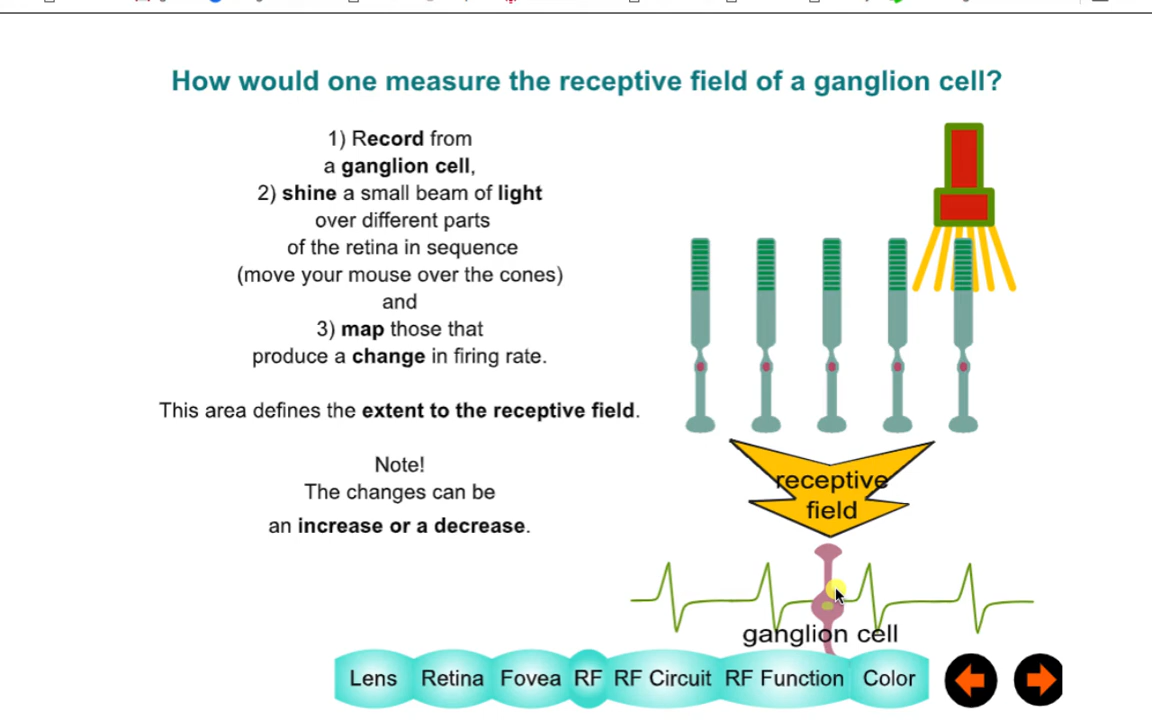 How would one measure the receptive field of a ganglion cell?
1) Record from
a ganglion cell,
2) shine a small beam of light
over different parts
of the retina in sequence
(move your mouse over the cones)
and
3) map those that
produce a change in firing rate.
This area defines the extent to the receptive field.
Note!
The changes can be
an increase or a decrease.
receptive
field
ganglion cell
Lens Retina Fovea RF RF Circuit RF Function Color